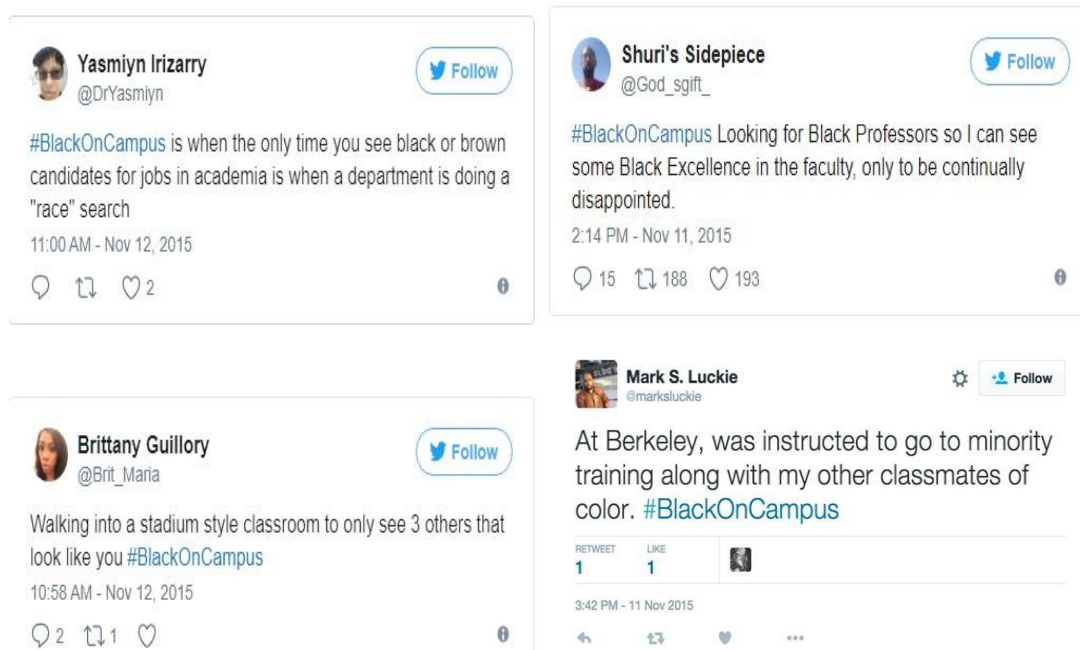 Yasmiyn Irizarry
@DrYasmiyn
Follow
#BlackOnCampus is when the only time you see black or brown
candidates for jobs in academia is when a department is doing a
"race" search
11:00 AM - Nov 12, 2015
2
Shuri's Sidepiece
@God_sgift_
Follow
#BlackOnCampus Looking for Black Professors so I can see
some Black Excellence in the faculty, only to be continually
disappointed.
2:14 PM - Nov 11, 2015
15 188 193
Brittany Guillory
@Brit_Maria
Follow
Walking into a stadium style classroom to only see 3 others that
look like you #BlackOnCampus
10:58 AM - Nov 12, 2015
2 1
Mark S. Luckie
@marksluckie
Follow
At Berkeley, was instructed to go to minority
training along with my other classmates of
color. #BlackOnCampus
RETWEET LIKE
1 1
3:42 PM - 11 Nov 2015